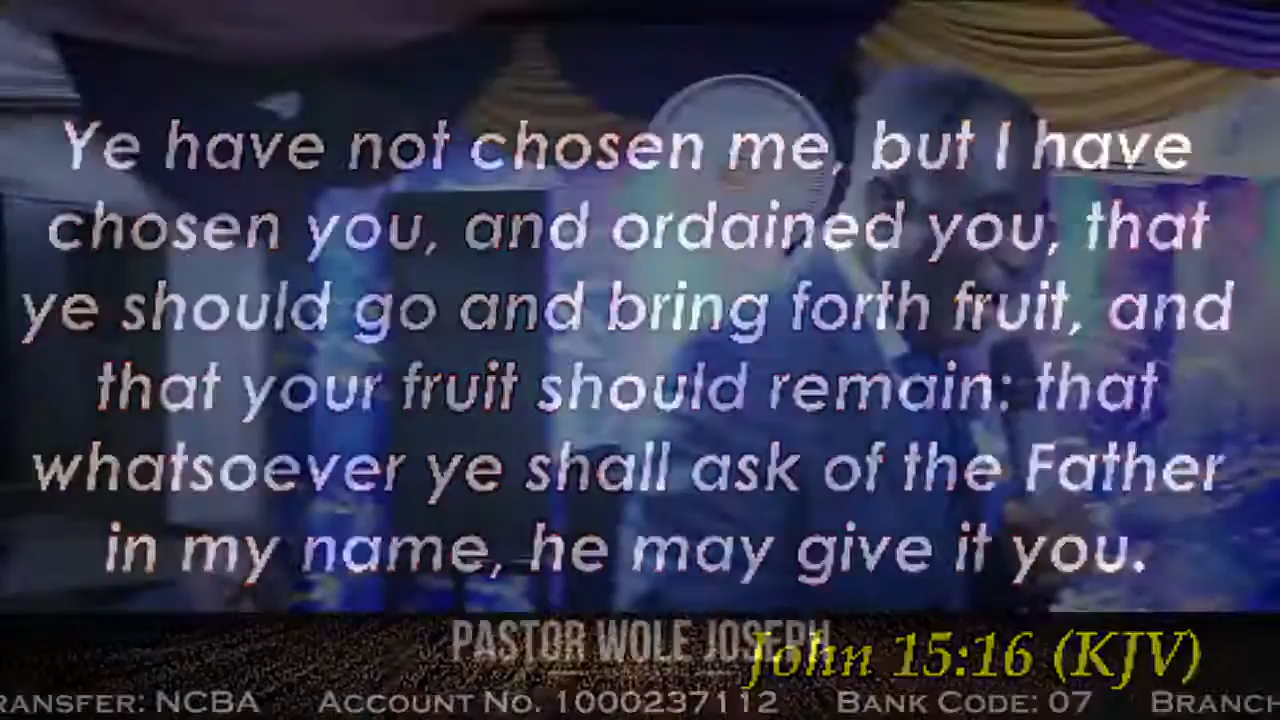 Ye have not chosen me, but I have
chosen you, and ordained you, that
ye should go and bring forth fruit, and
that your fruit should remain: that
whatsoever ye shall ask of the Father
in my name, he may give it you.
PASTOR WOLE JOSEPH
John 15:16 (KJV)
RANSFER: NCBA ACCOUNT NO. 1000237112 BANK CODE: 07 BRANCH